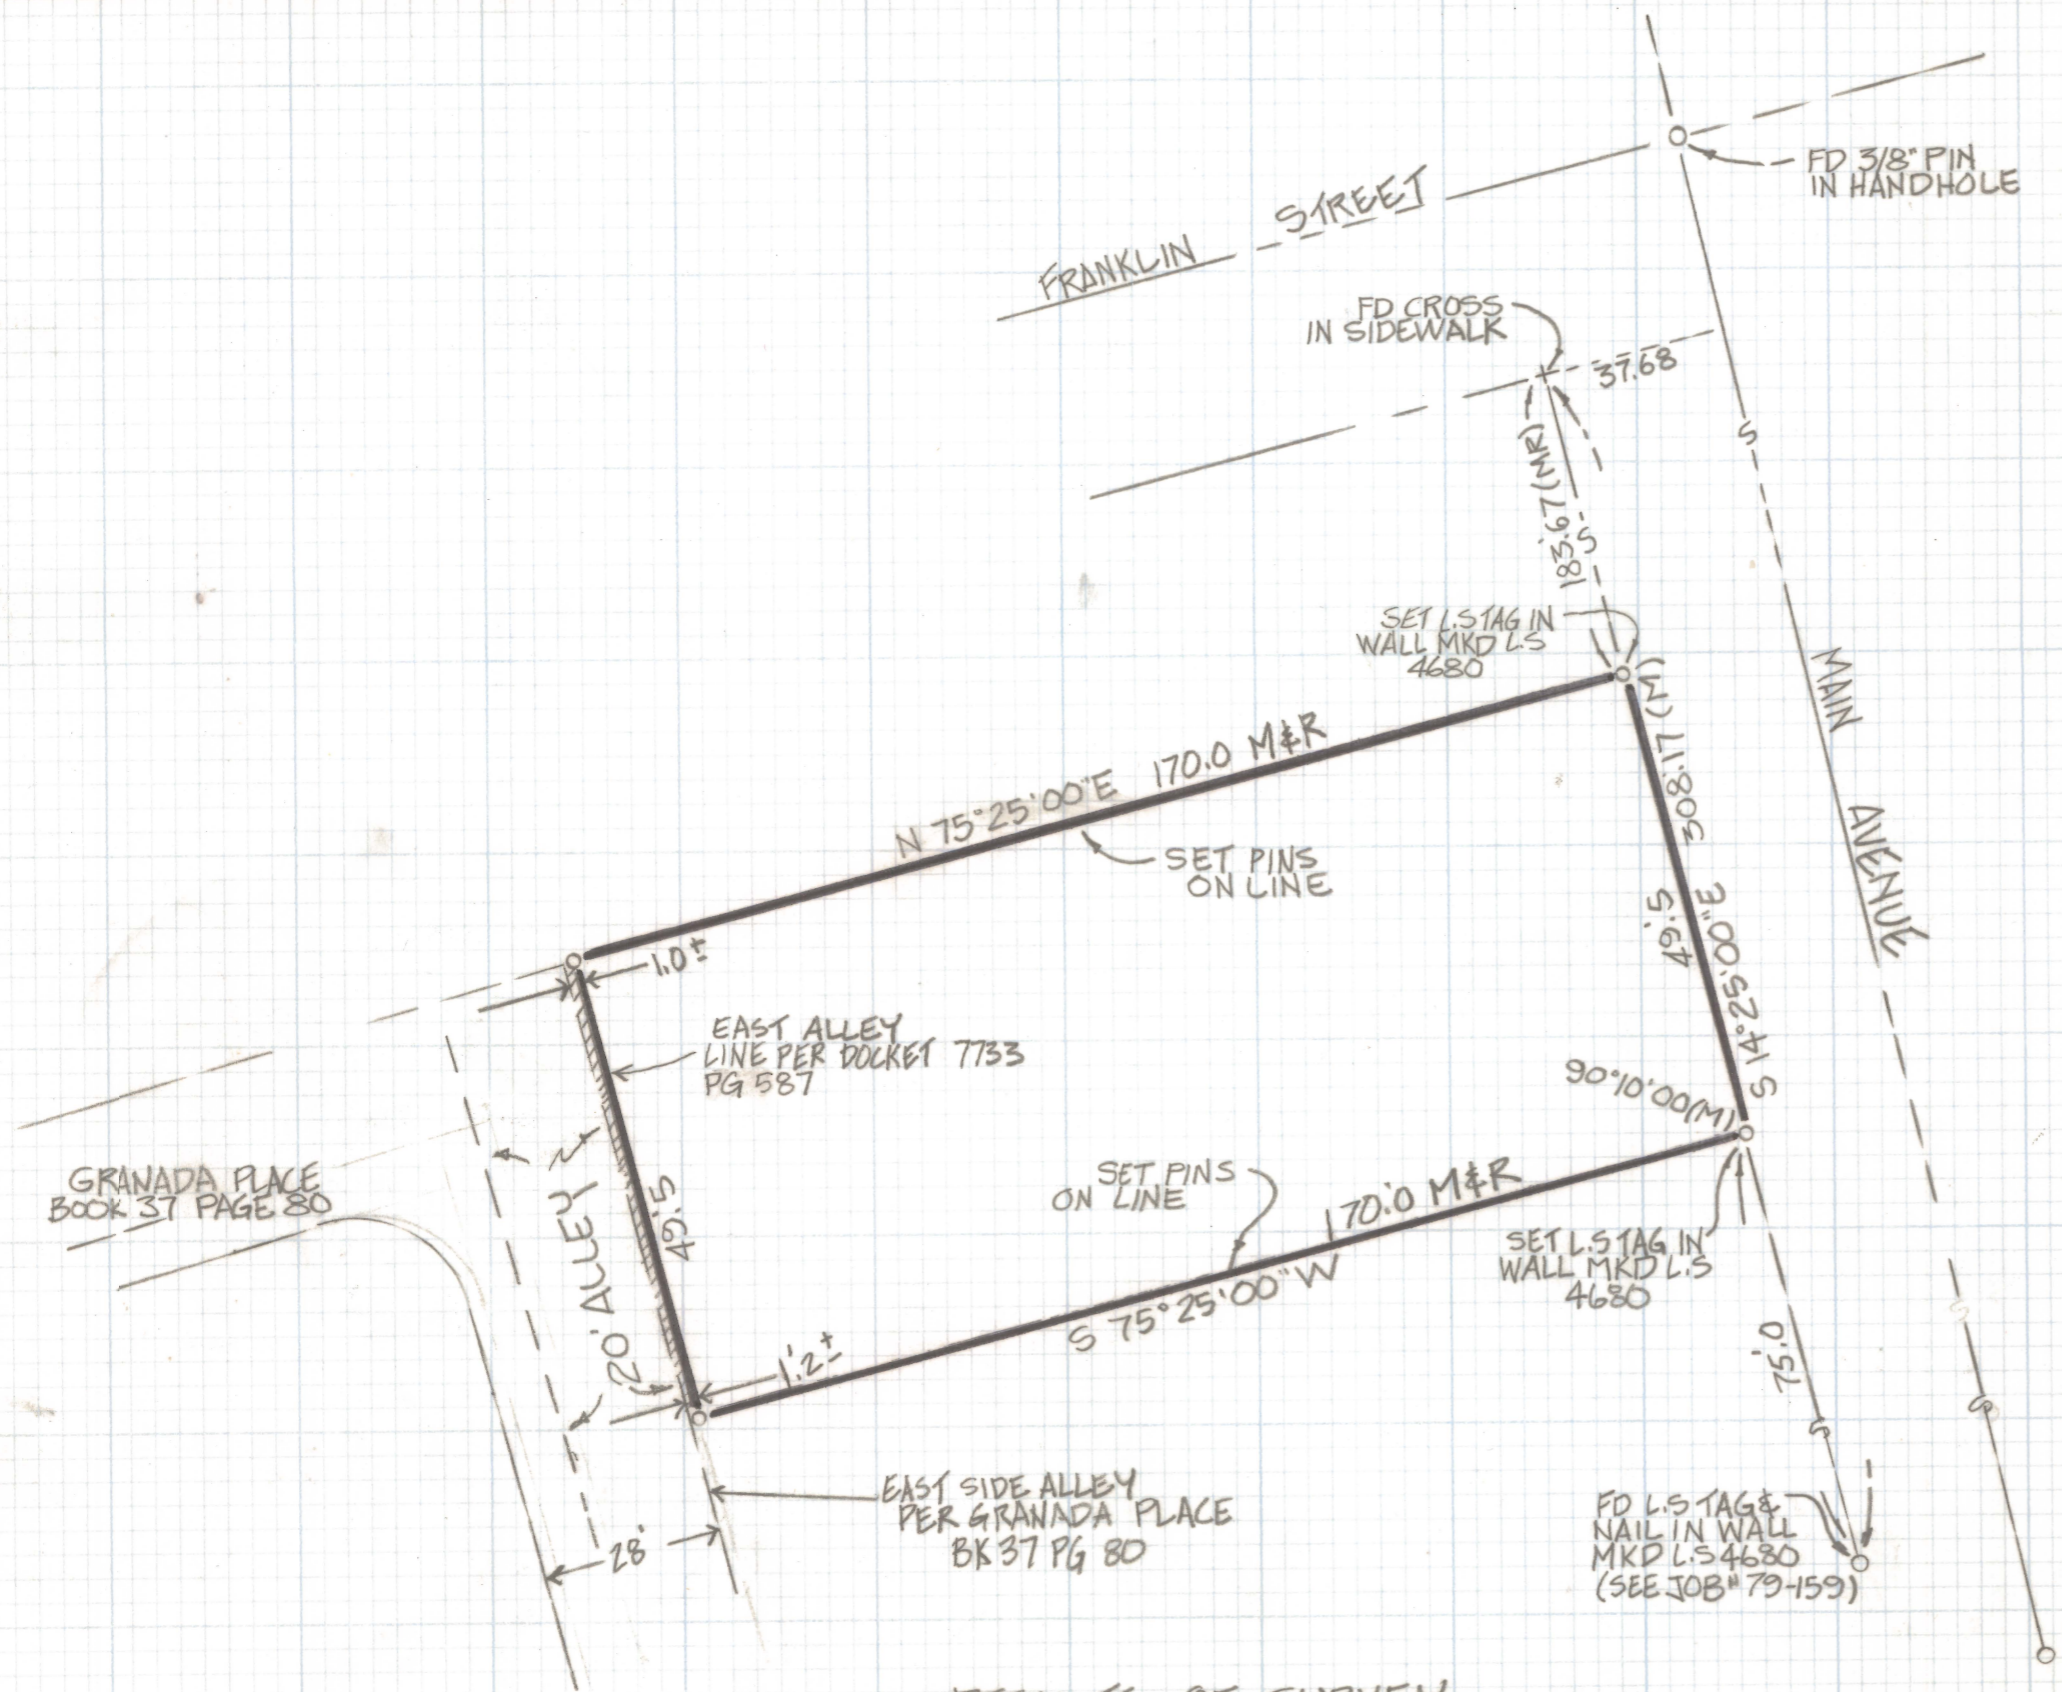 FD 3/8" PIN
IN HANDHOLE
FRANKLIN STREET
FD CROSS
IN SIDEWALK
37.68
S
183.67 (MR)
S
SET L.S TAG IN
WALL MKD L.S
4680
MAIN AVENUE
308.17 (M)
N 75°25'00"E 170.0 M&R
SET PINS
ON LINE
49.5
S 14°25'00"E
1.0±
EAST ALLEY
LINE PER DOCKET 7733
PG 587
90°10'00"(M)
GRANADA PLACE
BOOK 37 PAGE 80
20' ALLEY
49.5
SET PINS
ON LINE
170.0 M&R
S 75°25'00"W
SET L.S TAG IN
WALL MKD L.S
4680
1.2±
75.0
S
S
S
EAST SIDE ALLEY
PER GRANADA PLACE
BK 37 PG 80
28'
FD L.S TAG &
NAIL IN WALL
MKD L.S 4680
(SEE JOB # 79-159)